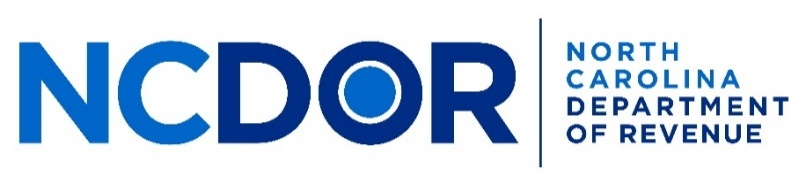 NCDOR
NORTH
CAROLINA
DEPARTMENT
OF REVENUE